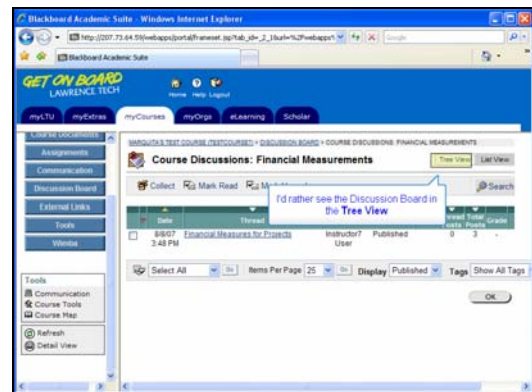 Blackboard Academic Suite - Windows Internet Explorer
http://207.73.64.59/webapps/portal/frameset.jsp?tab_id=_2_1&url=%2Fwebapps%
Google
Blackboard Academic Suite
GET ON BOARD
LAWRENCE TECH
Home Help Logout
myLTU myExtras myCourses myOrgs eLearning Scholar
Course Documents
Assignments
Communication
Discussion Board
External Links
Tools
Wimba
Tools
Communication
Course Tools
Course Map
Refresh
Detail View
MARQUITA'S TEST COURSE (TESTCOURSE1) > DISCUSSION BOARD > COURSE DISCUSSIONS: FINANCIAL MEASUREMENTS
Course Discussions: Financial Measurements
Tree View List View
Collect Mark Read
Search
I'd rather see the Discussion Board in
the Tree View
Date Thread Posts Total Posts Grade
8/8/07 3:48 PM Financial Measures for Projects Instructor7 User Published 0 3 -
Select All Go Items Per Page 25 Go Display Published Tags Show All Tags
OK